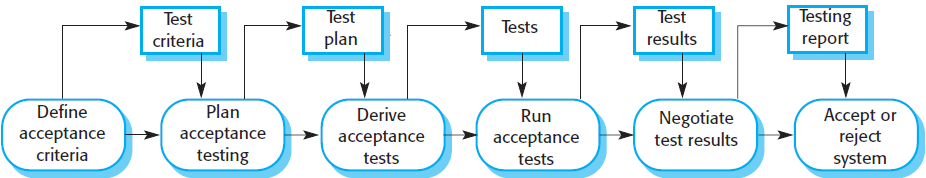 Test
criteria
Test
plan
Tests
Test
results
Testing
report
Define
acceptance
criteria
Plan
acceptance
testing
Derive
acceptance
tests
Run
acceptance
tests
Negotiate
test results
Accept or
reject
system